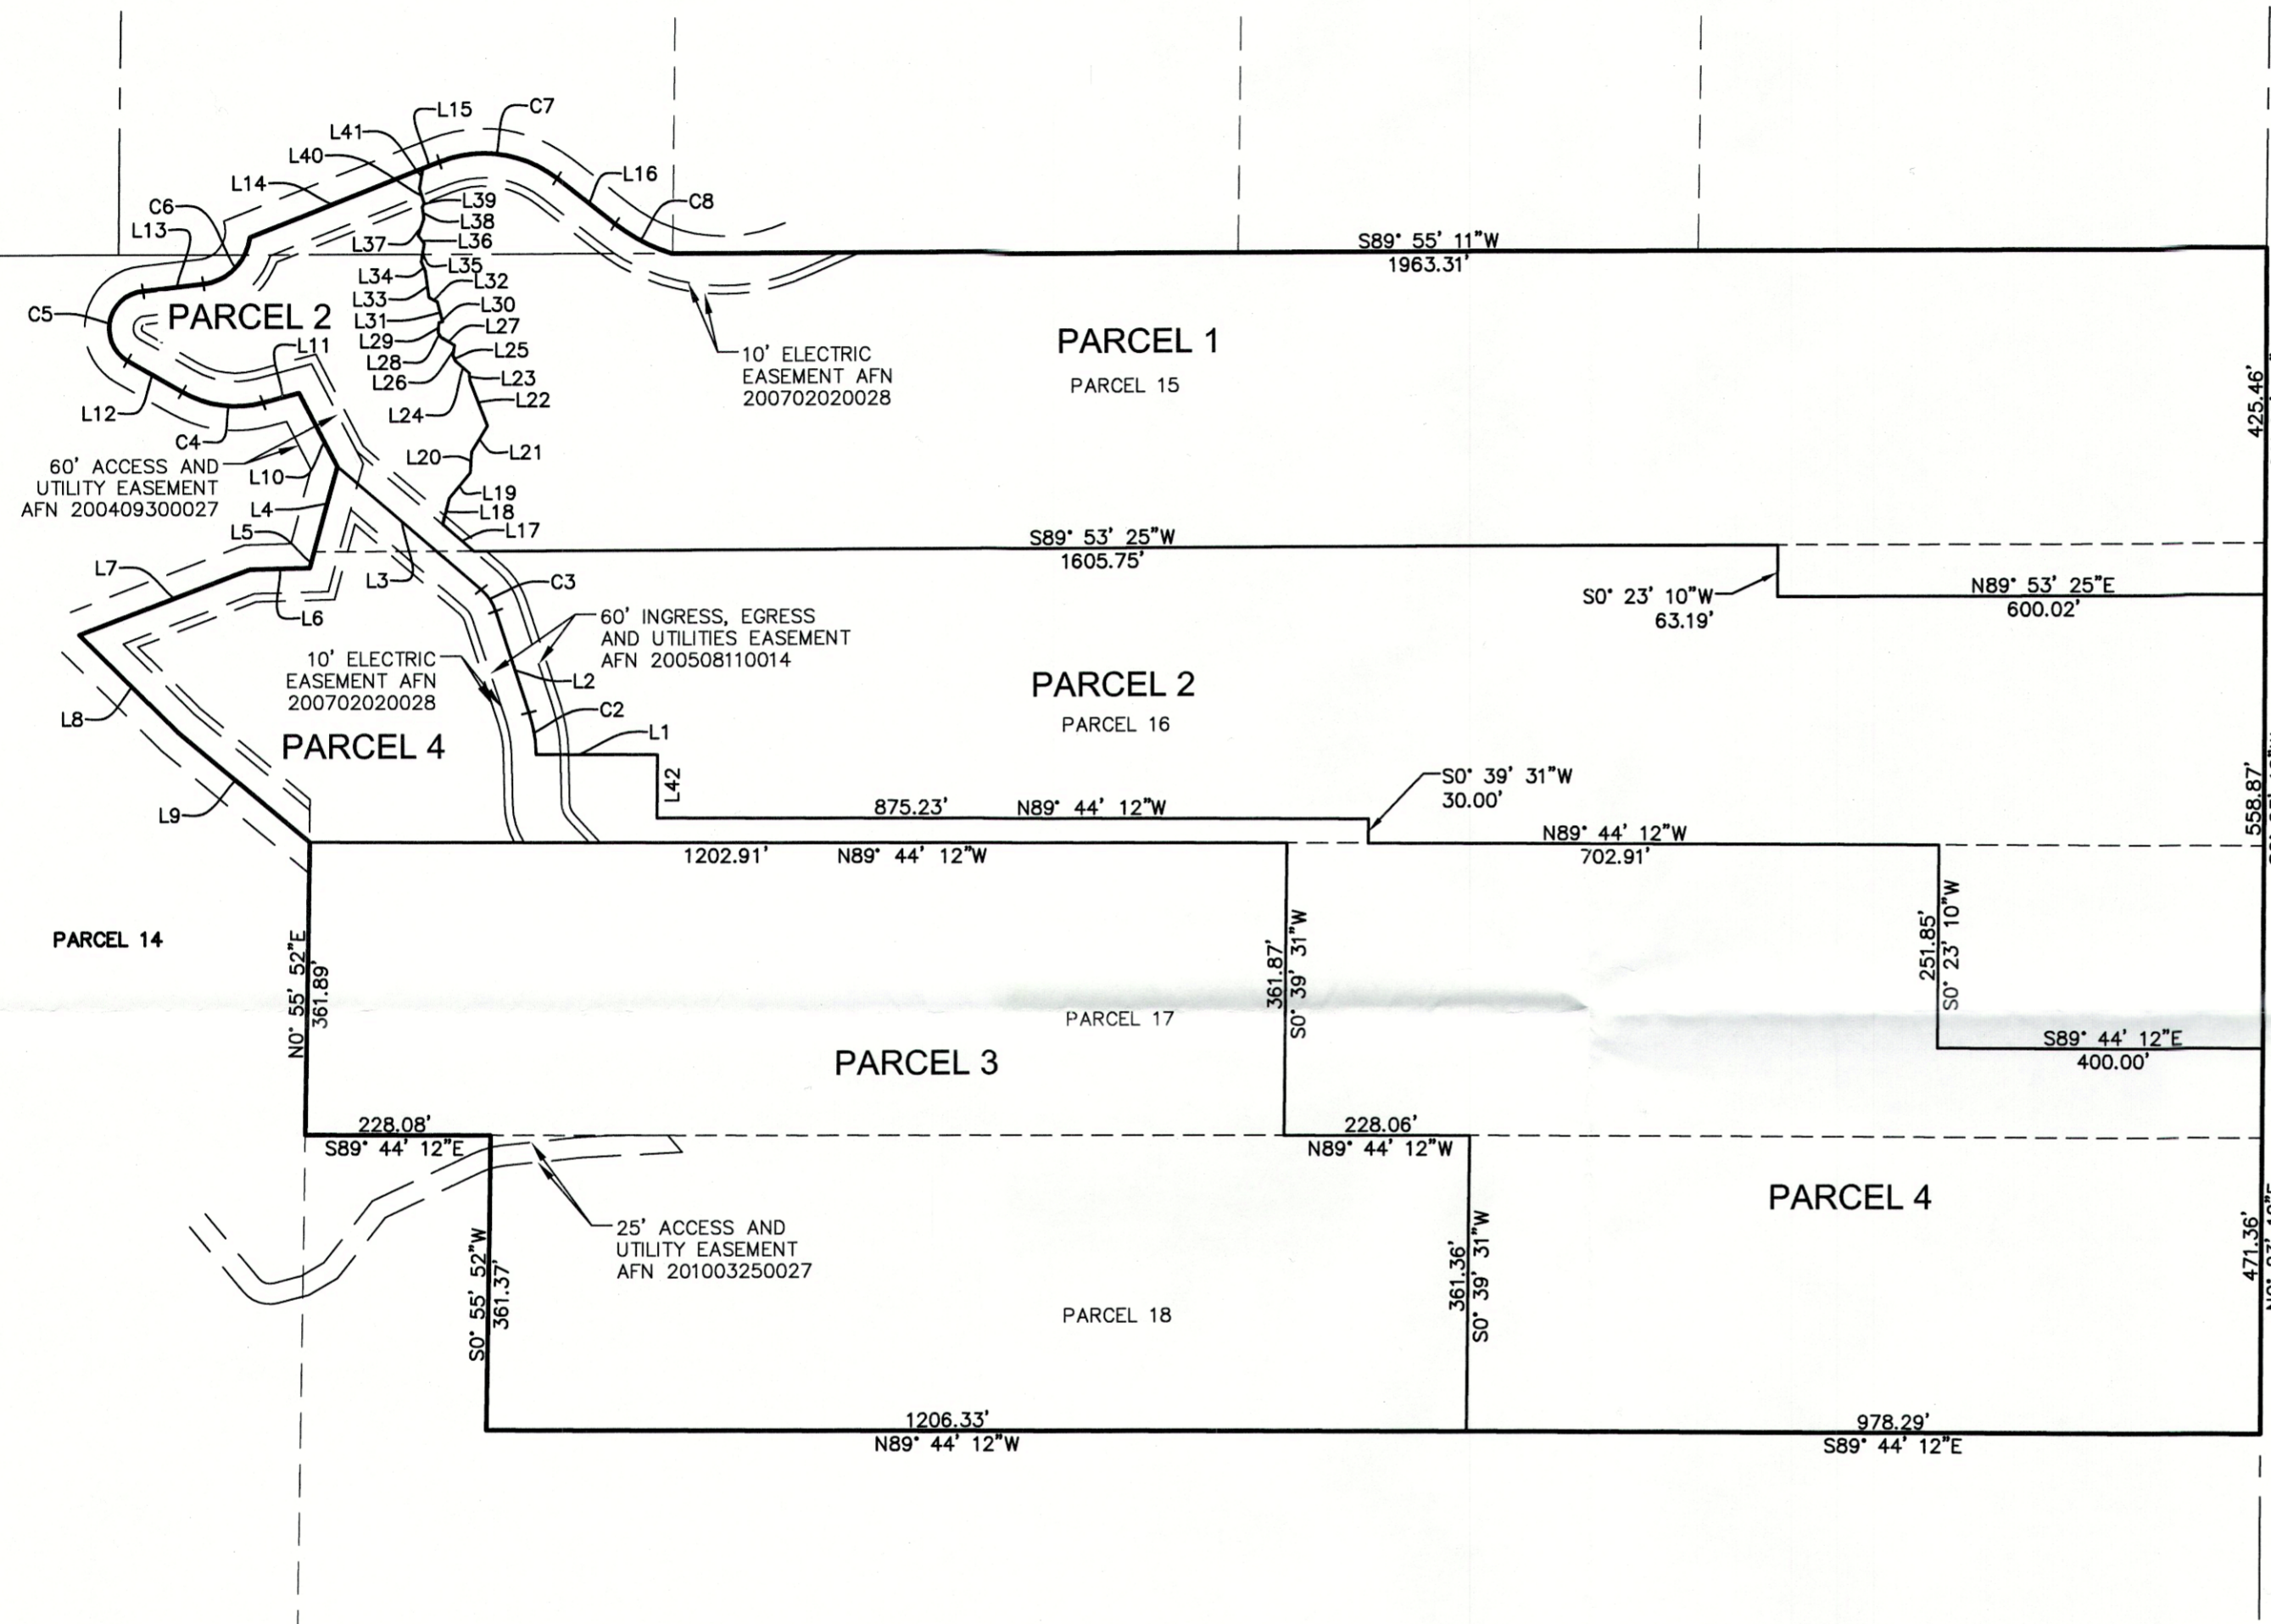 L15
C7
L41
L40
L14
L16
C6
L39
C8
L13
L38
L37
L36
S89° 55' 11"W
1963.31'
L35
L34
L32
L33
L30
C5
PARCEL 2
L31
L27
L29
L11
L25
L28
L26
L23
L22
L12
L24
C4
L21
L20
L10
L19
L4
L18
L5
L17
10' ELECTRIC
EASEMENT AFN
200702020028
PARCEL 1
PARCEL 15
425.46'
60' ACCESS AND
UTILITY EASEMENT
AFN 200409300027
S89° 53' 25"W
1605.75'
L7
L3
C3
L6
S0° 23' 10"W
63.19'
N89° 53' 25"E
600.02'
60' INGRESS, EGRESS
AND UTILITIES EASEMENT
AFN 200508110014
10' ELECTRIC
EASEMENT AFN
200702020028
L2
C2
L8
L1
PARCEL 4
PARCEL 2
PARCEL 16
L42
L9
S0° 39' 31"W
30.00'
558.87'
875.23'
N89° 44' 12"W
N89° 44' 12"W
702.91'
1202.91'
N89° 44' 12"W
PARCEL 14
N0° 55' 52"E
361.89'
361.87'
S0° 39' 31"W
251.85'
S0° 23' 10"W
PARCEL 17
PARCEL 3
S89° 44' 12"E
400.00'
228.08'
S89° 44' 12"E
228.06'
N89° 44' 12"W
PARCEL 4
25' ACCESS AND
UTILITY EASEMENT
AFN 201003250027
S0° 55' 52"W
361.37'
361.36'
S0° 39' 31"W
471.36'
PARCEL 18
1206.33'
N89° 44' 12"W
978.29'
S89° 44' 12"E